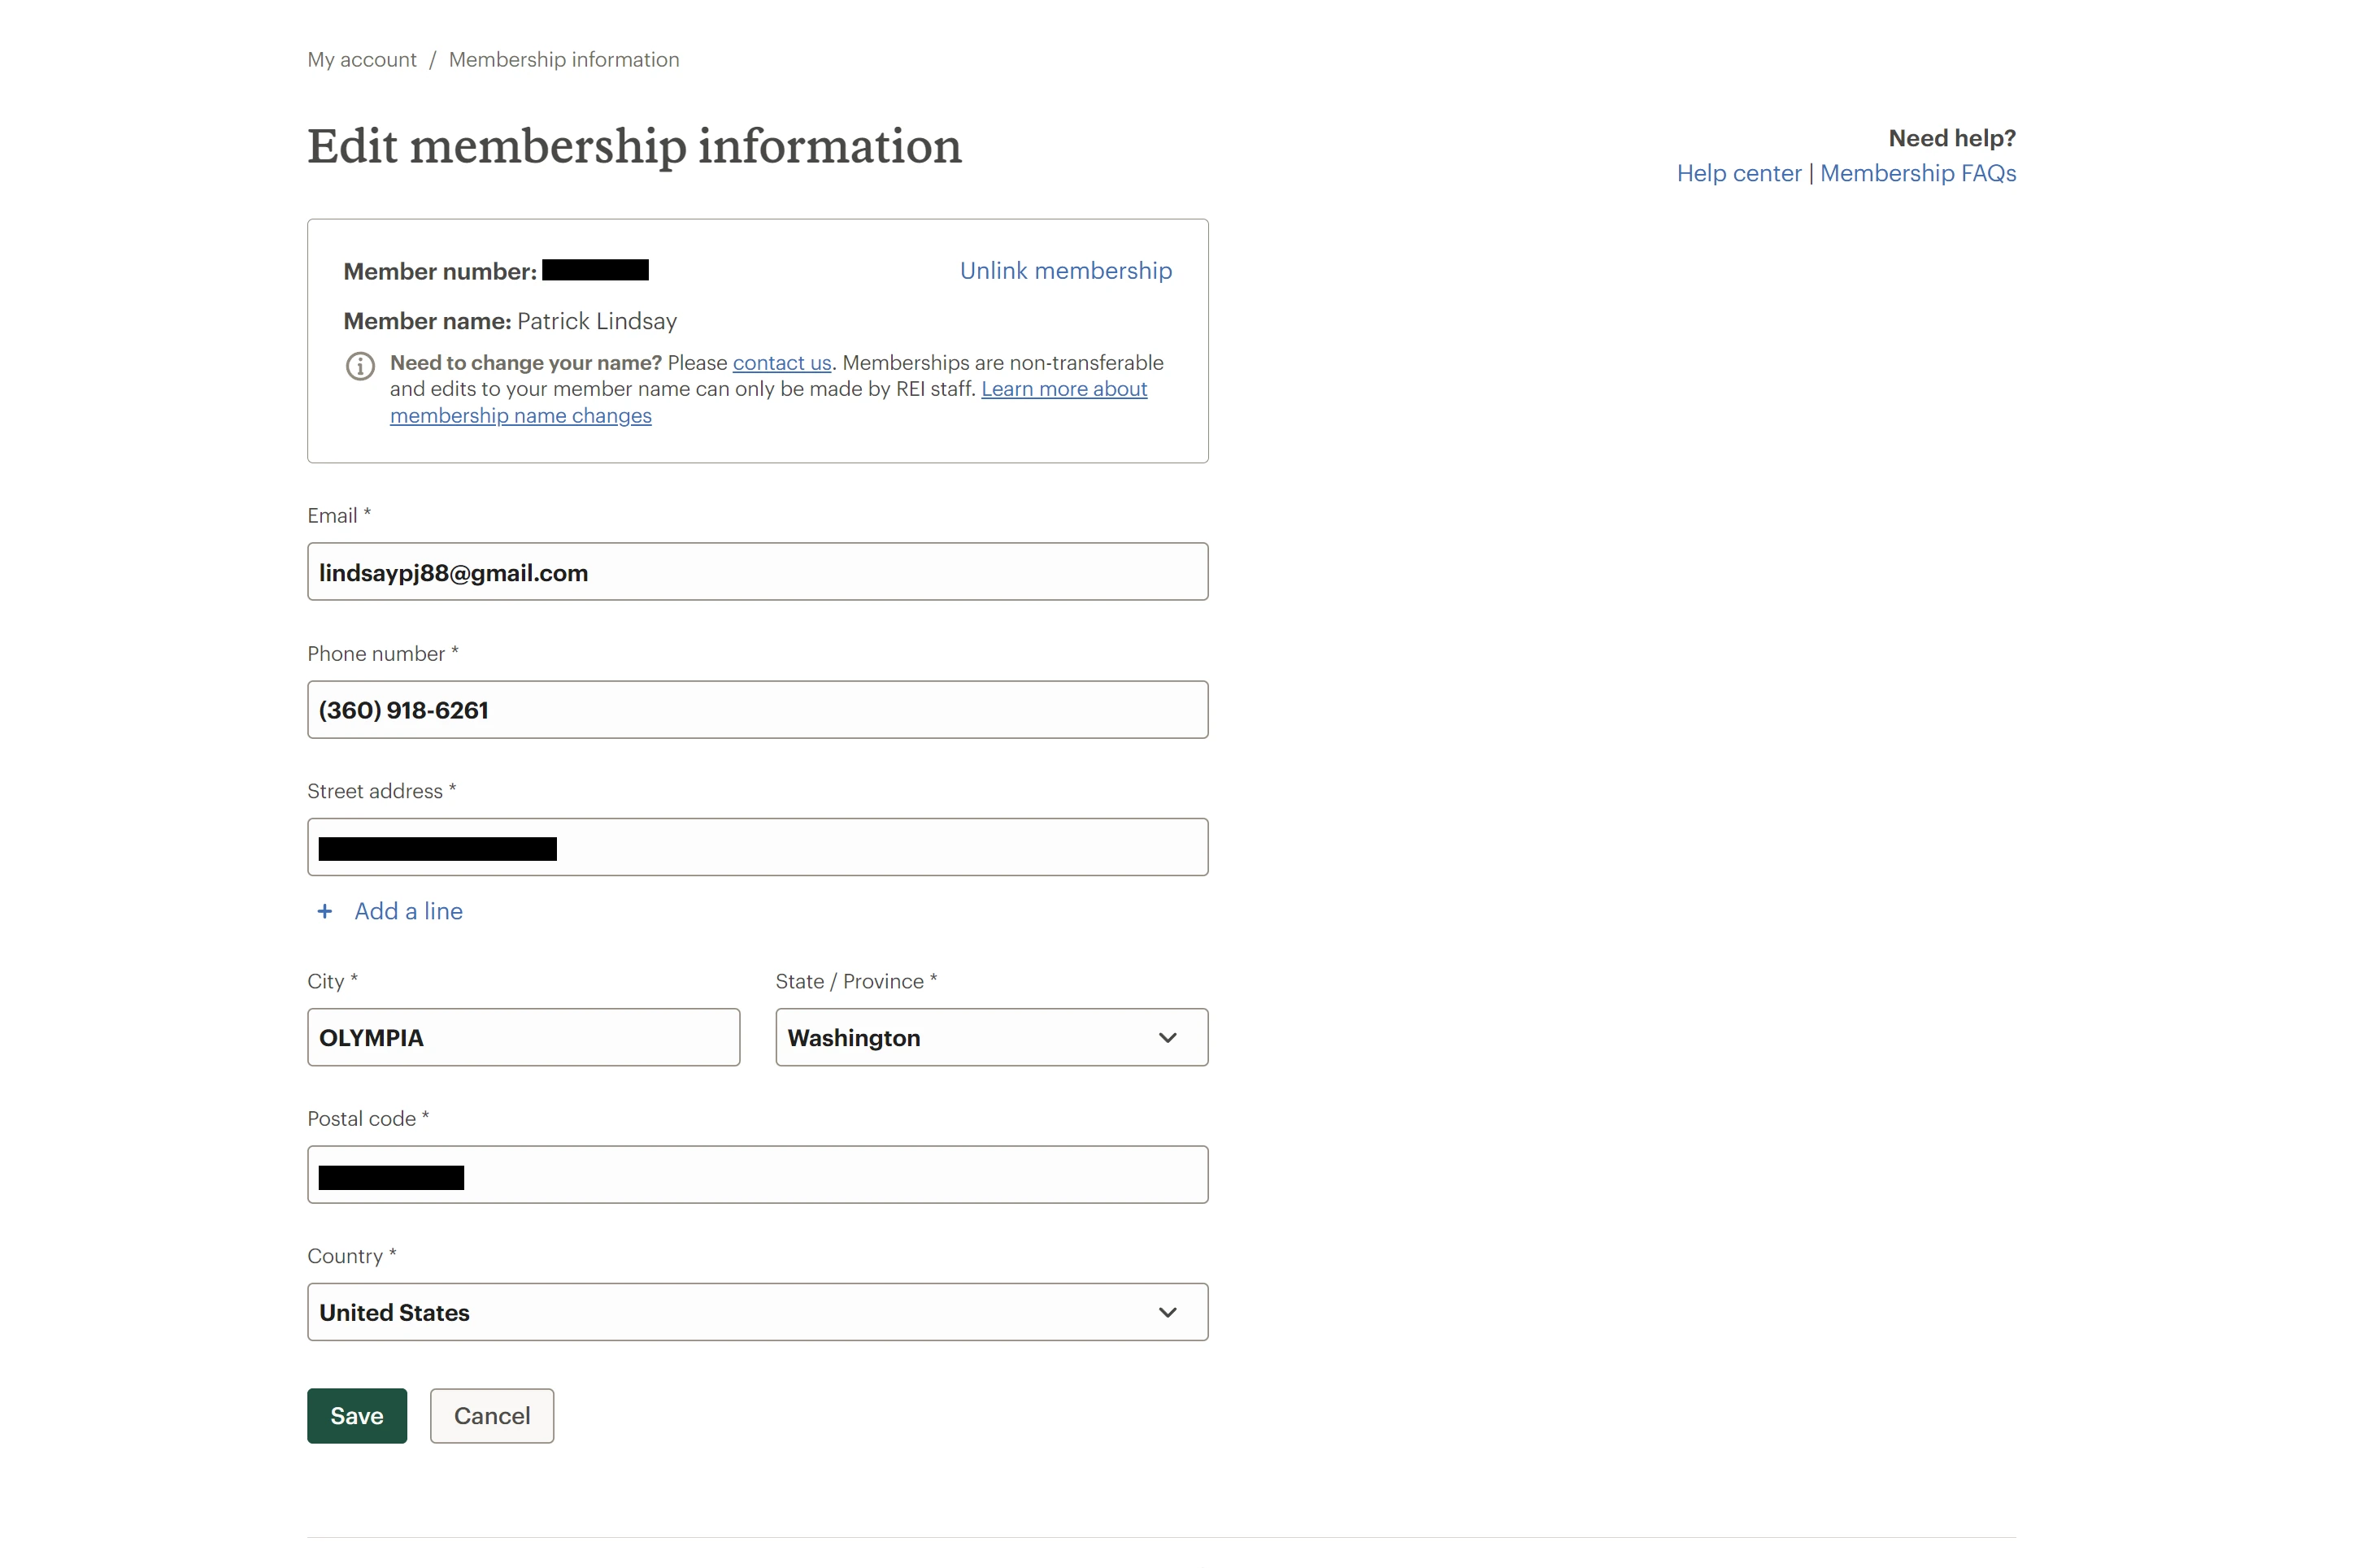 My account / Membership information
Edit membership information
Need help?
Help center | Membership FAQs
Member number:
Unlink membership
Member name: Patrick Lindsay
Need to change your name? Please contact us. Memberships are non-transferable
and edits to your member name can only be made by REI staff. Learn more about
membership name changes
Email *
lindsaypj88@gmail.com
Phone number *
(360) 918-6261
Street address *
+ Add a line
City *
State / Province *
OLYMPIA
Washington
Postal code *
Country *
United States
Save
Cancel